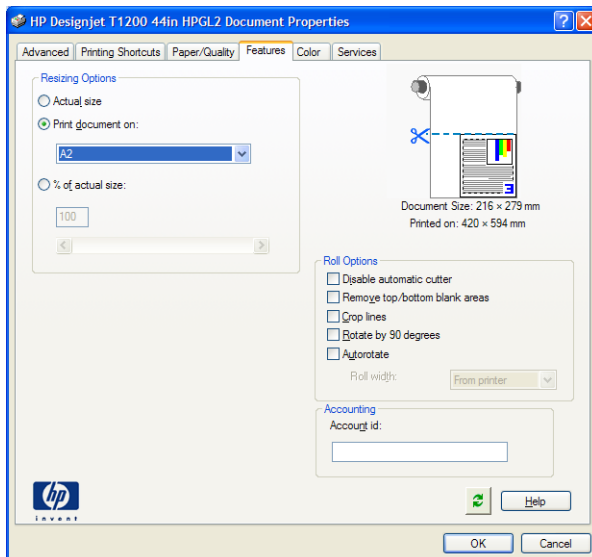 HP Designjet T1200 44in HPGL2 Document Properties
Advanced Printing Shortcuts Paper/Quality Features Color Services
Resizing Options
Actual size
Print document on:
A2
% of actual size:
100
Document Size: 216 × 279 mm
Printed on: 420 × 594 mm
Roll Options
Disable automatic cutter
Remove top/bottom blank areas
Crop lines
Rotate by 90 degrees
Autorotate
Roll width: From printer
Accounting
Account id:
hp
invent
Help
OK Cancel